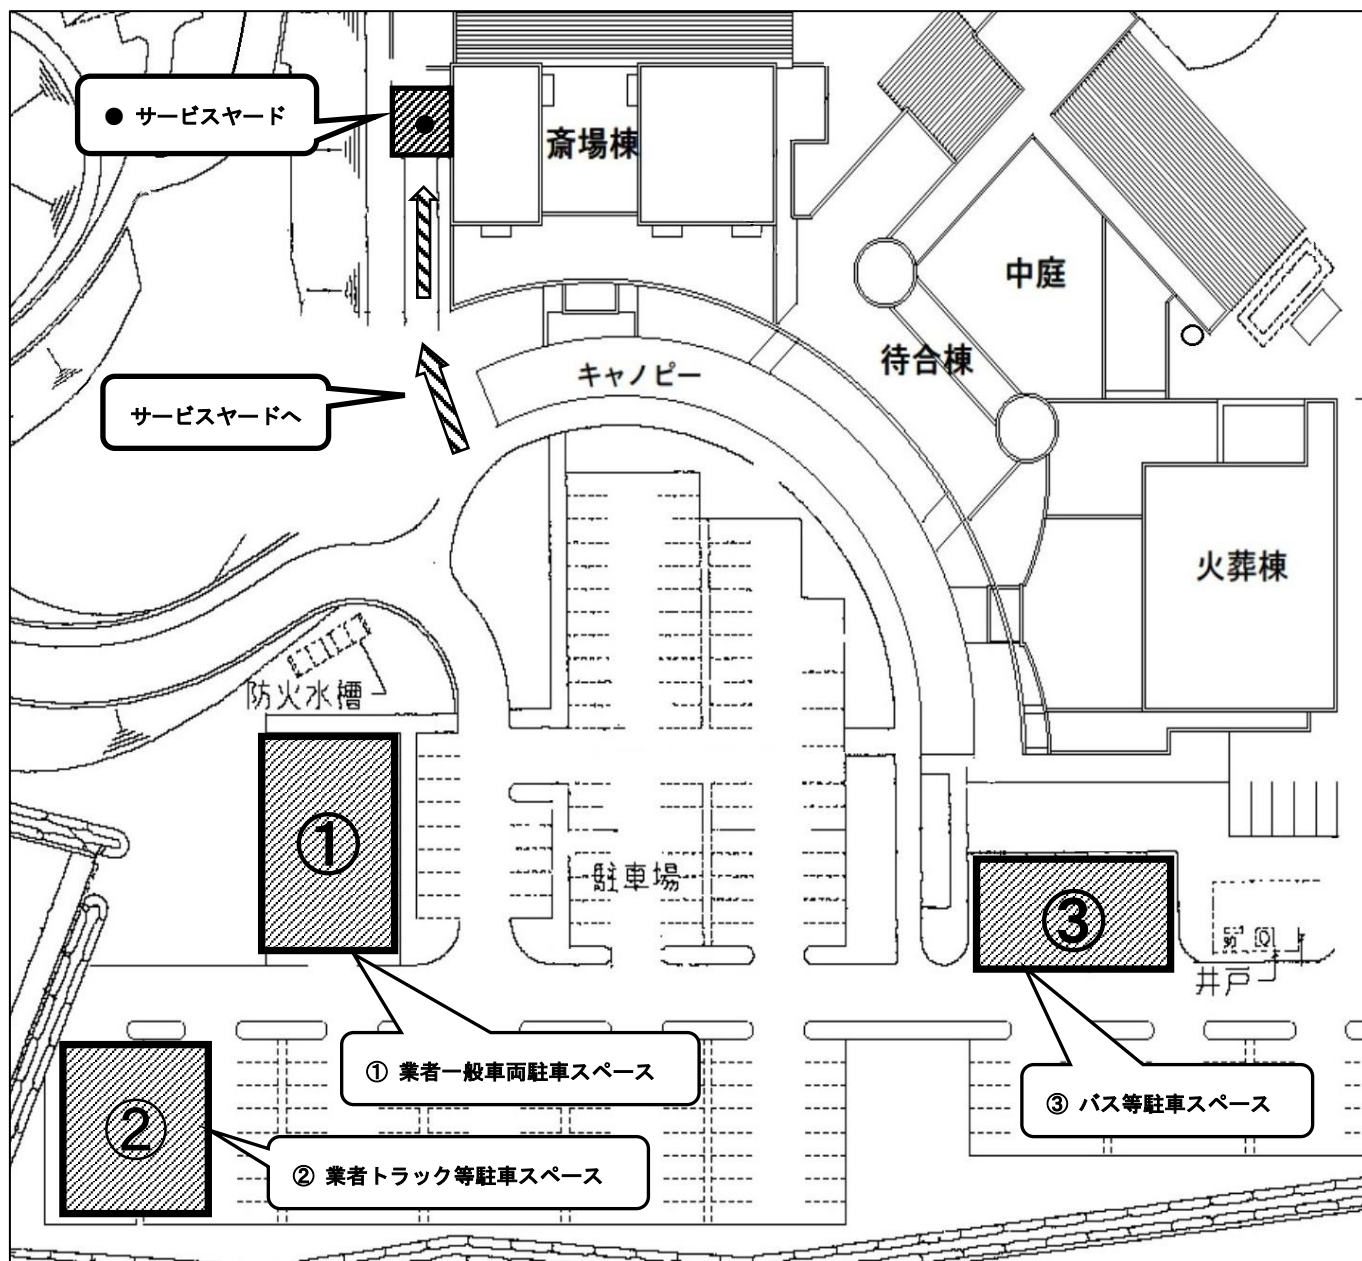 ● サービスヤード
斎場棟
中庭
待合棟
キャノピー
サービスヤードへ
火葬棟
防火水槽
①
駐車場
③
井戸
① 業者一般車両駐車スペース
③ バス等駐車スペース
②
② 業者トラック等駐車スペース